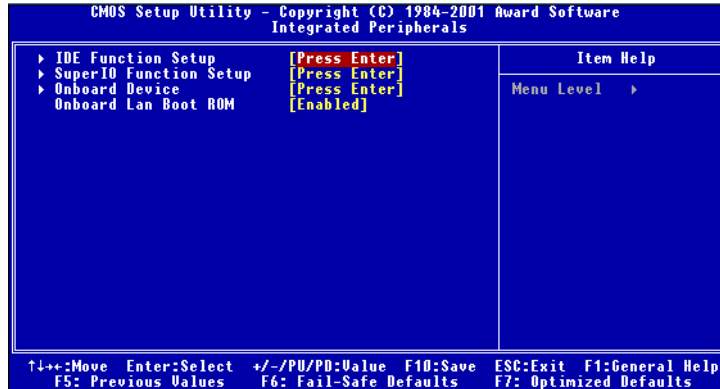 CMOS Setup Utility – Copyright (C) 1984-2001 Award Software
Integrated Peripherals
▸ IDE Function Setup [Press Enter]
▸ SuperIO Function Setup [Press Enter]
▸ Onboard Device [Press Enter]
Onboard Lan Boot ROM [Enabled]
Item Help
Menu Level ▸
↑↓→←:Move Enter:Select +/-/PU/PD:Value F10:Save ESC:Exit F1:General Help
F5: Previous Values F6: Fail-Safe Defaults F7: Optimized Defaults